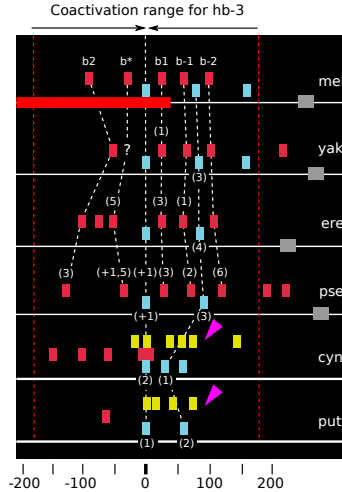 Coactivation range for hb-3
b2 b* b1 b-1 b-2
mel
(1)
? yak
(3)
(5) (3) (1)
ere
(4)
(3) (+1,5) (+1) (3) (2) (6)
pse
(+1) (3)
cyn
(2) (1)
put
(1) (2)
-200 -100 0 100 200